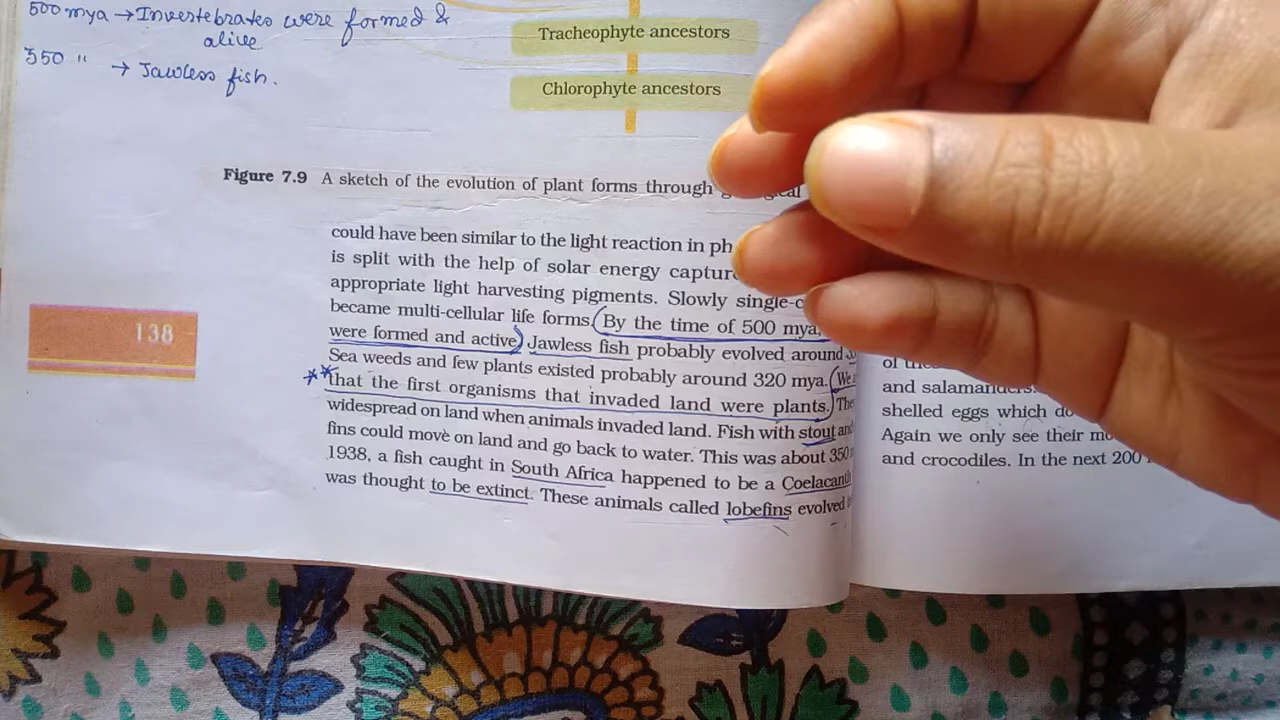 500 mya → Invertebrates were formed &
alive
350 " → Jawless fish.
Tracheophyte ancestors
Chlorophyte ancestors
Figure 7.9 A sketch of the evolution of plant forms through
could have been similar to the light reaction in
is split with the help of solar energy
appropriate light harvesting pigments. Slowly
became multi-cellular life forms. By the time of 500 mya,
were formed and active. Jawless fish probably evolved around
Sea weeds and few plants existed probably around 320 mya. We
** that the first organisms that invaded land were plants.
widespread on land when animals invaded land. Fish with stout and
fins could move on land and go back to water. This was about 350
1938, a fish caught in South Africa happened to be a Coelacanth
was thought to be extinct. These animals called lobefins evolved
138
and salamanders.
shelled eggs which do
Again we only see their
and crocodiles. In the next 200